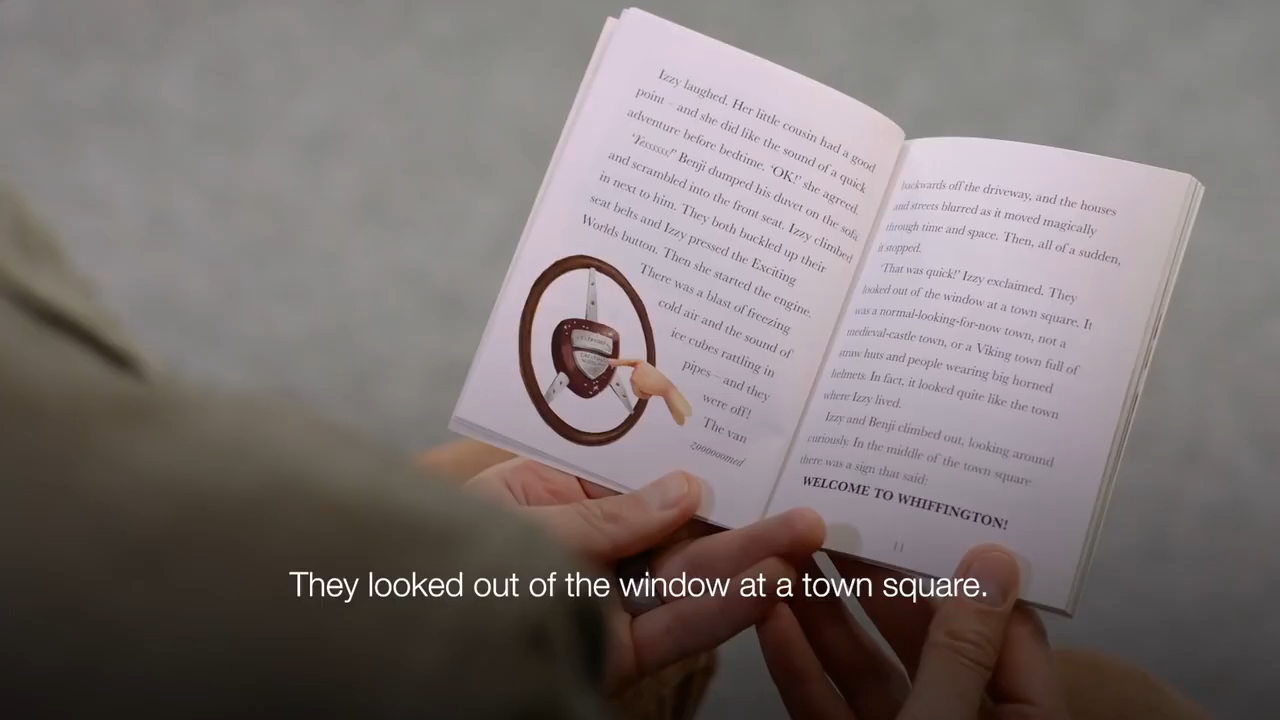 Izzy laughed. Her little cousin had a good
point – and she did like the sound of a quick
adventure before bedtime. ‘OK!’ she agreed.
‘Yesssssss!’ Benji dumped his duvet on the sofa
and scrambled into the front seat. Izzy climbed
in next to him. They both buckled up their
seat belts and Izzy pressed the Exciting
Worlds button. Then she started the engine.
There was a blast of freezing
cold air and the sound of
ice cubes rattling in
pipes – and they
were off!
The van
zoooooomed
backwards off the driveway, and the houses
and streets blurred as it moved magically
through time and space. Then, all of a sudden,
it stopped.
‘That was quick!’ Izzy exclaimed. They
looked out of the window at a town square. It
was a normal-looking-for-now town, not a
medieval-castle town, or a Viking town full of
straw huts and people wearing big horned
helmets. In fact, it looked quite like the town
where Izzy lived.
Izzy and Benji climbed out, looking around
curiously. In the middle of the town square
there was a sign that said:
WELCOME TO WHIFFINGTON!
11
They looked out of the window at a town square.